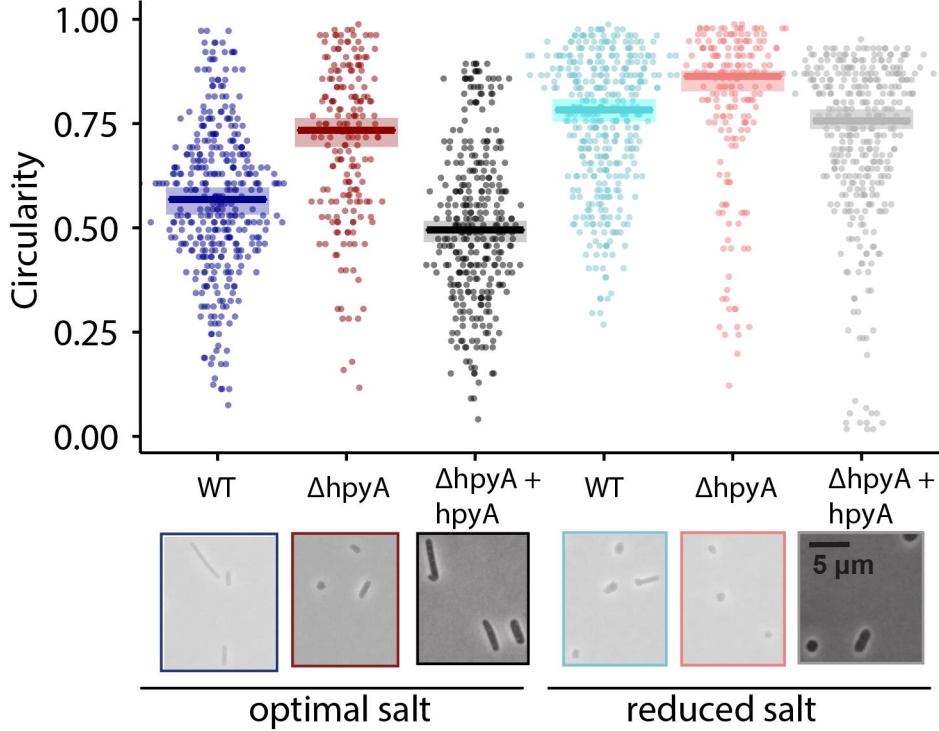 Circularity
1.00
0.75
0.50
0.25
0.00
WT
ΔhpyA
ΔhpyA +
hpyA
WT
ΔhpyA
ΔhpyA +
hpyA
5 µm
optimal salt
reduced salt